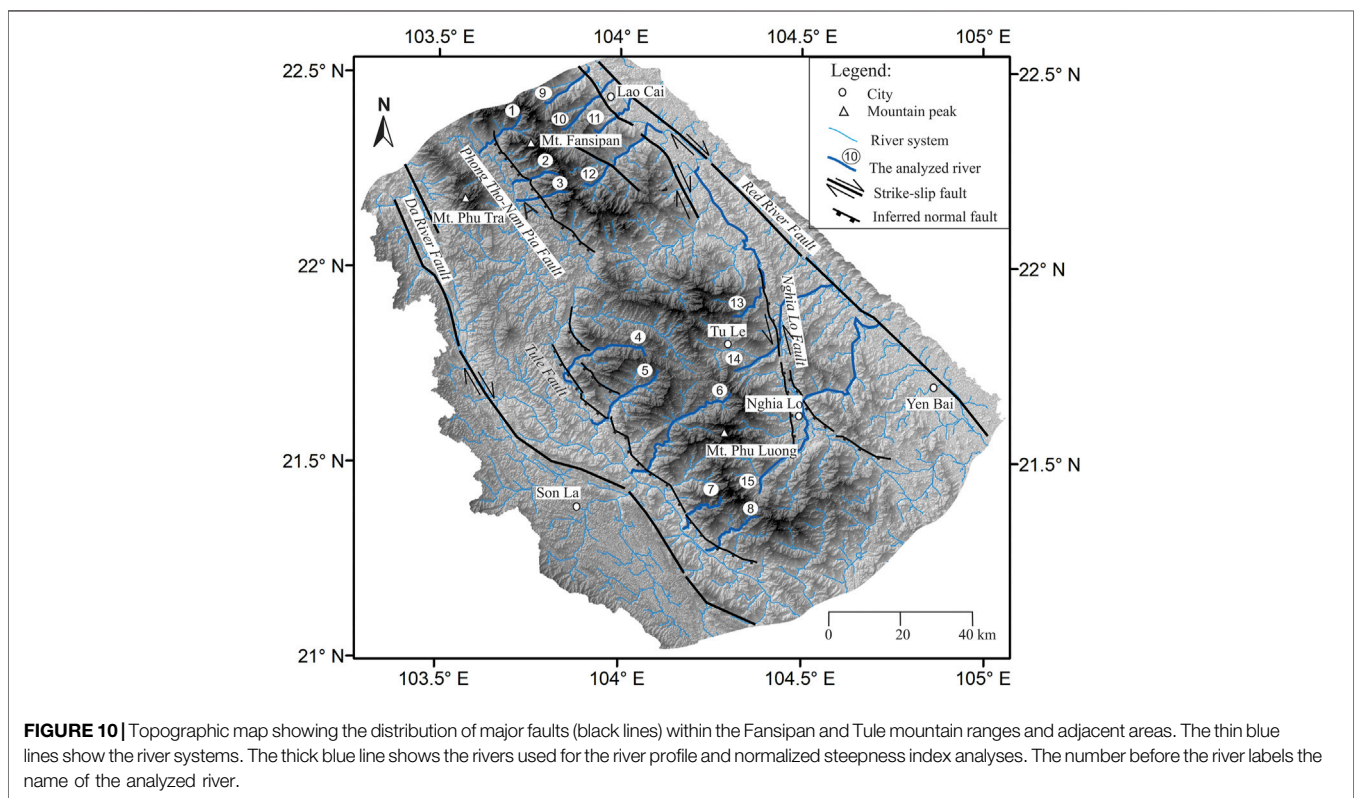 103.5° E
104° E
104.5° E
105° E
22.5° N
22.5° N
Legend:
City
Mountain peak
River system
10
The analyzed river
Strike-slip fault
Inferred normal fault
N
Lao Cai
9
1
10
11
Mt. Fansipan
2
3
12
Phong Tho-Nam Pia Fault
Mt. Phu Tra
Da River Fault
Red River Fault
22° N
22° N
13
Nghia Lo Fault
Tu Le
4
14
5
Tule Fault
6
Nghia Lo
Yen Bai
Mt. Phu Luong
21.5° N
21.5° N
Son La
7
15
8
0 20 40 km
21° N
103.5° E
104° E
104.5° E
105° E
FIGURE 10 | Topographic map showing the distribution of major faults (black lines) within the Fansipan and Tule mountain ranges and adjacent areas. The thin blue
lines show the river systems. The thick blue line shows the rivers used for the river profile and normalized steepness index analyses. The number before the river labels the
name of the analyzed river.